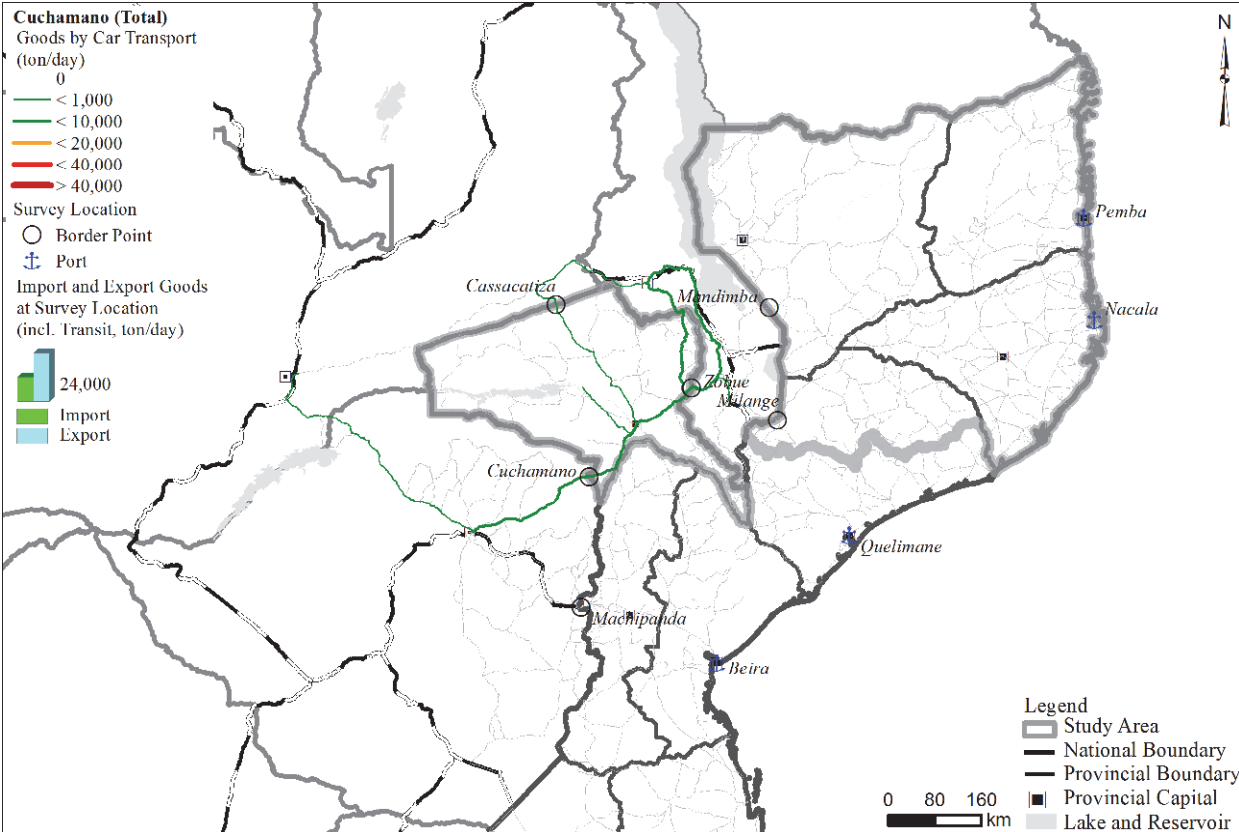 Cuchamano (Total)
Goods by Car Transport
(ton/day)
0
< 1,000
< 10,000
< 20,000
< 40,000
> 40,000
Survey Location
Border Point
Port
Import and Export Goods
at Survey Location
(incl. Transit, ton/day)
24,000
Import
Export
N
Pemba
Cassacatiza
Mandimba
Nacala
Zobue
Milange
Cuchamano
Quelimane
Machipanda
Beira
Legend
Study Area
National Boundary
Provincial Boundary
Provincial Capital
Lake and Reservoir
0 80 160
km